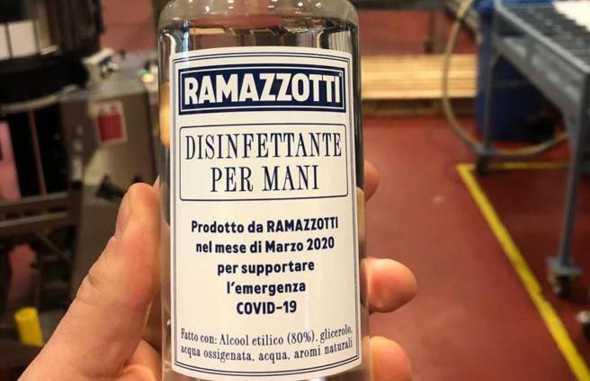 RAMAZZOTTI
DISINFETTANTE
PER MANI
Prodotto da RAMAZZOTTI
nel mese di Marzo 2020
per supportare
l'emergenza
COVID-19
Fatto con: Alcool etilico (80%), glicerolo,
acqua ossigenata, acqua, aromi naturali